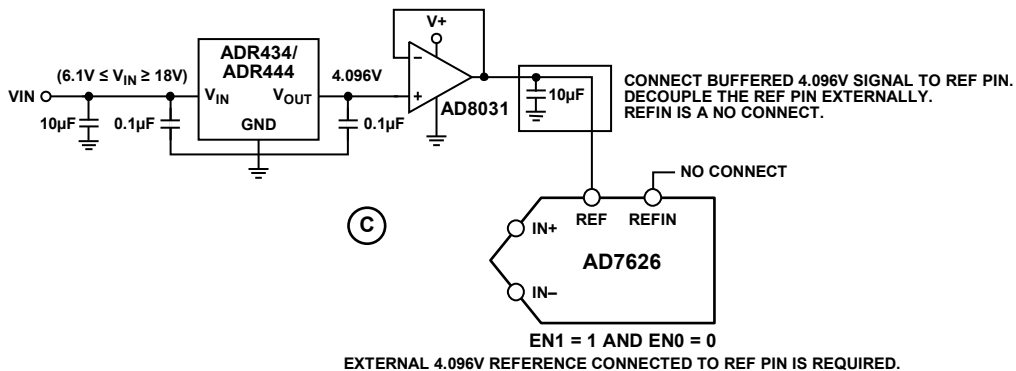 V+
ADR434/
ADR444
(6.1V ≤ VIN ≥ 18V)
4.096V
−
VIN
VIN
VOUT
+
AD8031
10µF
0.1µF
GND
0.1µF
10µF
CONNECT BUFFERED 4.096V SIGNAL TO REF PIN.
DECOUPLE THE REF PIN EXTERNALLY.
REFIN IS A NO CONNECT.
NO CONNECT
C
REF
REFIN
IN+
AD7626
IN–
EN1 = 1 AND EN0 = 0
EXTERNAL 4.096V REFERENCE CONNECTED TO REF PIN IS REQUIRED.